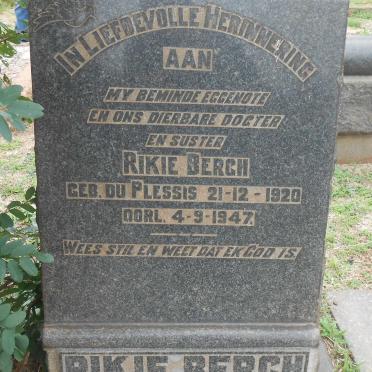 IN LIEFDEVOLLE HERINNERING
AAN
MY BEMINDE EGGENOTE
EN ONS DIERBARE DOGTER
EN SUSTER
RIKIE BERGH
GEB. DU PLESSIS 21-12-1920
OORL. 4-9-1947.
WEES STIL EN WEET DAT EK GOD IS.
RIKIE BERGH